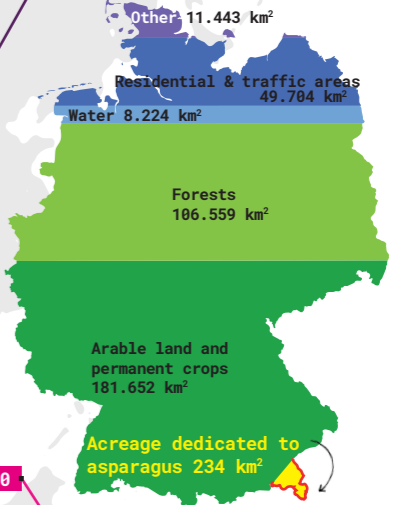 Other 11.443 km²
Residential & traffic areas
49.704 km²
Water 8.224 km²
Forests
106.559 km²
Arable land and
permanent crops
181.652 km²
Acreage dedicated to
asparagus 234 km²
0